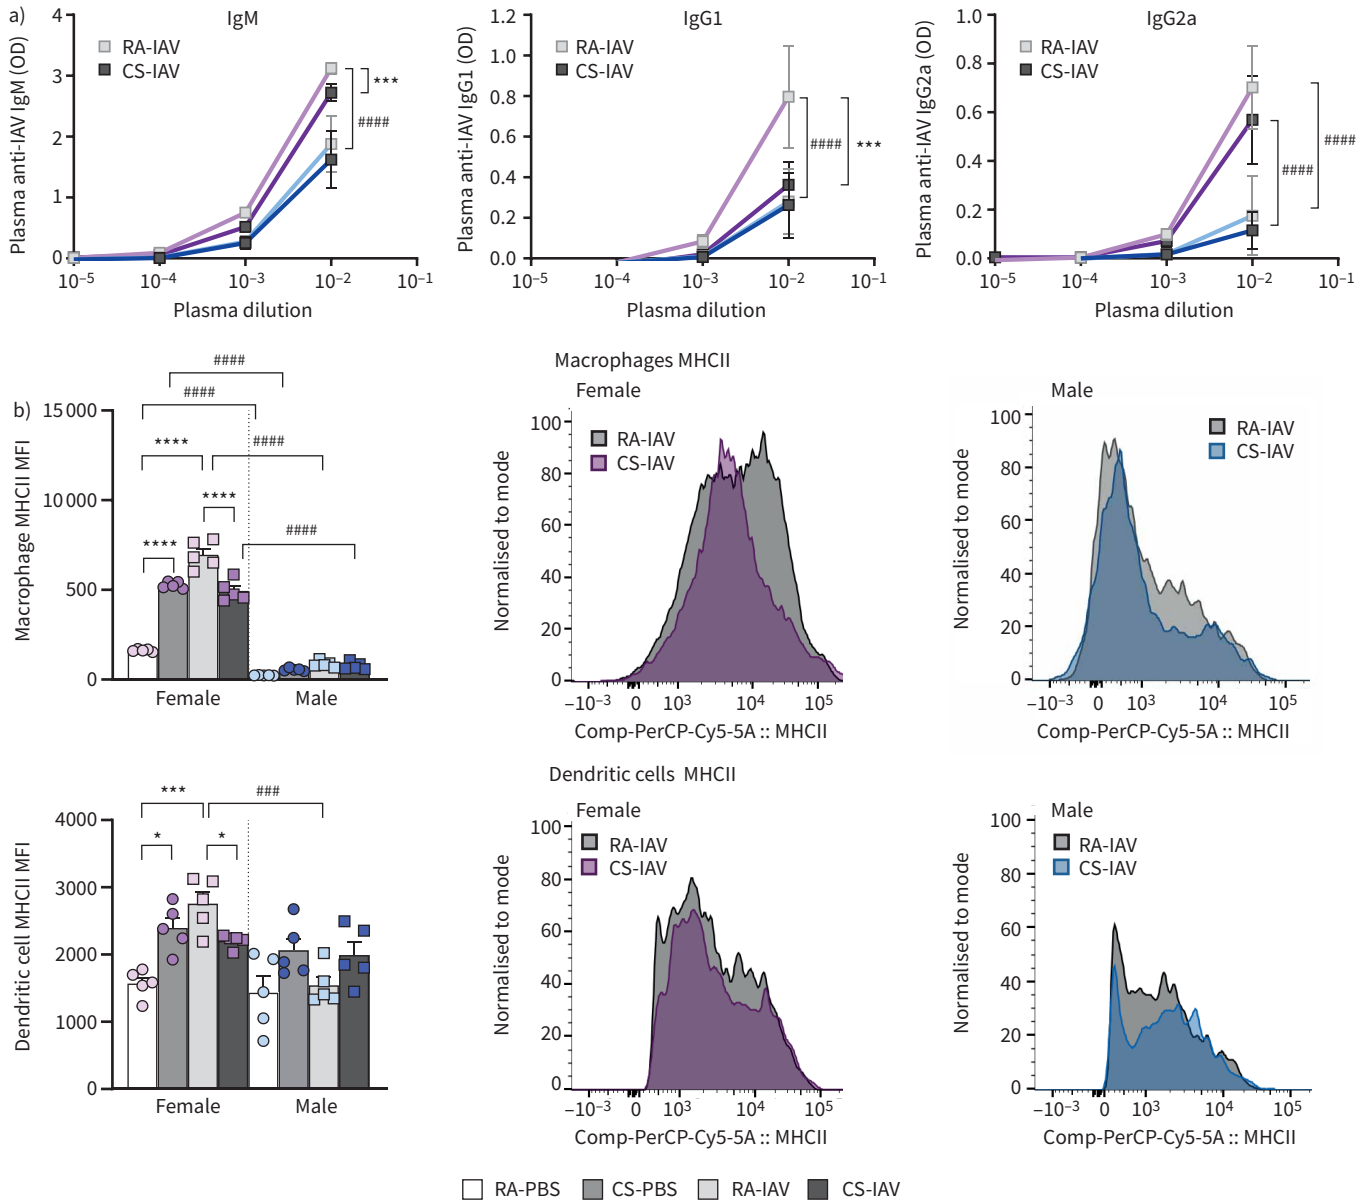 a)
IgM
Plasma anti-IAV IgM (OD)
4
3
2
1
0
RA-IAV
CS-IAV
***
####
10⁻⁵ 10⁻⁴ 10⁻³ 10⁻² 10⁻¹
Plasma dilution
IgG1
Plasma anti-IAV IgG1 (OD)
1.2
1.0
0.8
0.6
0.4
0.2
0.0
RA-IAV
CS-IAV
#### ***
10⁻⁵ 10⁻⁴ 10⁻³ 10⁻² 10⁻¹
Plasma dilution
IgG2a
Plasma anti-IAV IgG2a (OD)
1.0
0.8
0.6
0.4
0.2
0.0
RA-IAV
CS-IAV
####
####
10⁻⁵ 10⁻⁴ 10⁻³ 10⁻² 10⁻¹
Plasma dilution
b)
Macrophage MHCII MFI
15000
10000
500
0
####
####
**** ####
****
**** ####
Female Male
Macrophages MHCII
Female
Normalised to mode
100
80
60
40
20
0
RA-IAV
CS-IAV
−10⁻³ 0 10³ 10⁴ 10⁵
Comp-PerCP-Cy5-5A :: MHCII
Male
Normalised to mode
100
80
60
40
20
0
RA-IAV
CS-IAV
−10⁻³ 0 10³ 10⁴ 10⁵
Comp-PerCP-Cy5-5A :: MHCII
Dendritic cell MHCII MFI
4000
3000
2000
1000
0
*** ###
* *
Female Male
Dendritic cells MHCII
Female
Normalised to mode
100
80
60
40
20
0
RA-IAV
CS-IAV
−10⁻³ 0 10³ 10⁴ 10⁵
Comp-PerCP-Cy5-5A :: MHCII
Male
Normalised to mode
100
80
60
40
20
0
RA-IAV
CS-IAV
−10⁻³ 0 10³ 10⁴ 10⁵
Comp-PerCP-Cy5-5A :: MHCII
RA-PBS CS-PBS RA-IAV CS-IAV